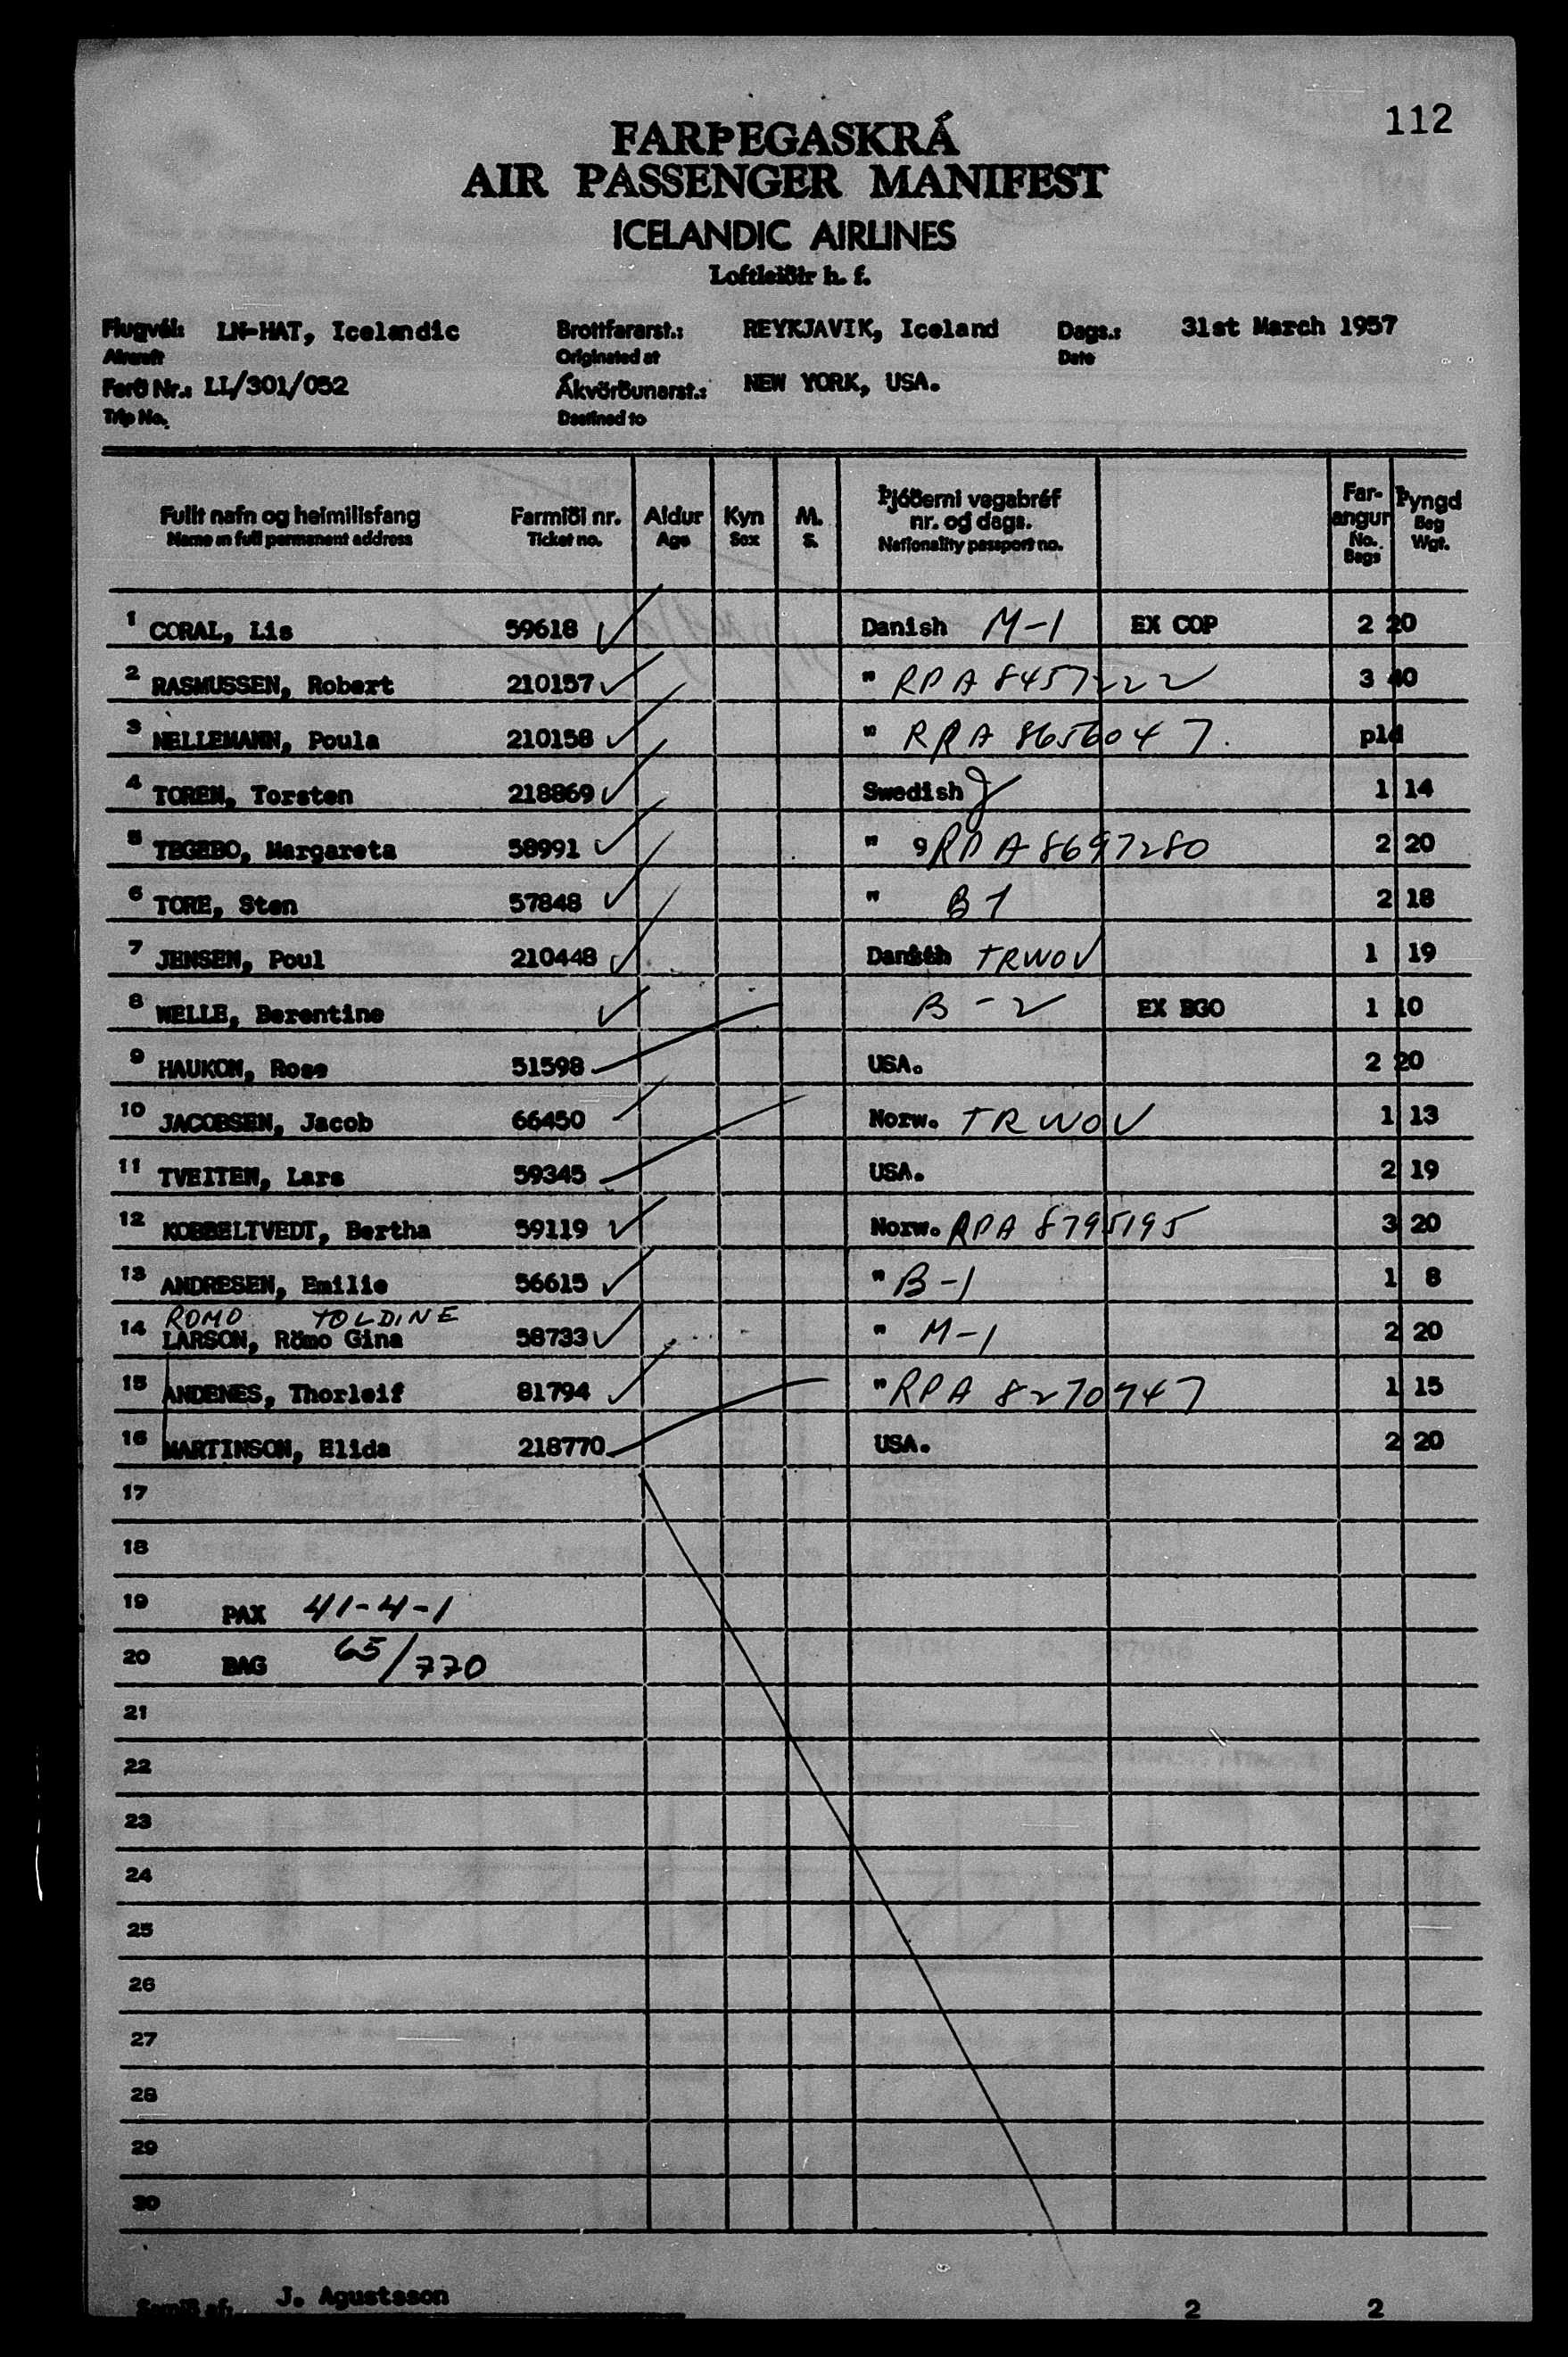 112
FARÞEGASKRÁ
AIR PASSENGER MANIFEST
ICELANDIC AIRLINES
Loftleiðir h. f.
Flugvél: LN-HAT, Icelandic Brottfararst.: REYKJAVIK, Iceland Dags.: 31st March 1957
Aircraft Originated at Date
Ferð Nr.: LL/301/052 Ákvörðunarst.: NEW YORK, USA.
Trip No. Destined to
Fullt nafn og heimilisfang Farmiði nr. Aldur Kyn M. Þjóðerni vegabréf nr. og dags. Far-angur Þyngd
Name in full permanent address Ticket no. Age Sex S. Nationality passport no. No. Bags Bag Wgt.
1 CORAL, Lis 59618 Danish M-1 EX COP 2 20
2 RASMUSSEN, Robert 210157 " RPA 8457222 3 40
3 NELLEMANN, Poula 210158 " RPA 8656047. pld
4 TOREN, Torsten 218869 Swedish 1 14
5 TEGEBO, Margareta 58991 " 9 RPA 8697280 2 20
6 TORE, Sten 57848 " B1 2 18
7 JENSEN, Poul 210448 Danish TRWOV 1 19
8 WELLE, Berentine B-2 EX BGO 1 10
9 HAUKOM, Rose 51598 USA. 2 20
10 JACOBSEN, Jacob 66450 Norw. TRWOV 1 13
11 TVEITEN, Lars 59345 USA. 2 19
12 KOBBELTVEDT, Bertha 59119 Norw. RPA 8795195 3 20
13 ANDRESEN, Emilie 56615 " B-1 1 8
ROMO TOLDINE
14 LARSON, Römo Gina 58733 " M-1 2 20
15 ANDENES, Thorleif 81794 " RPA 8270747 1 15
16 MARTINSON, Elida 218770 USA. 2 20
17
18
19 PAX 41-4-1
20 BAG 65/770
21
22
23
24
25
26
27
28
29
30
J. Agustsson 2 2